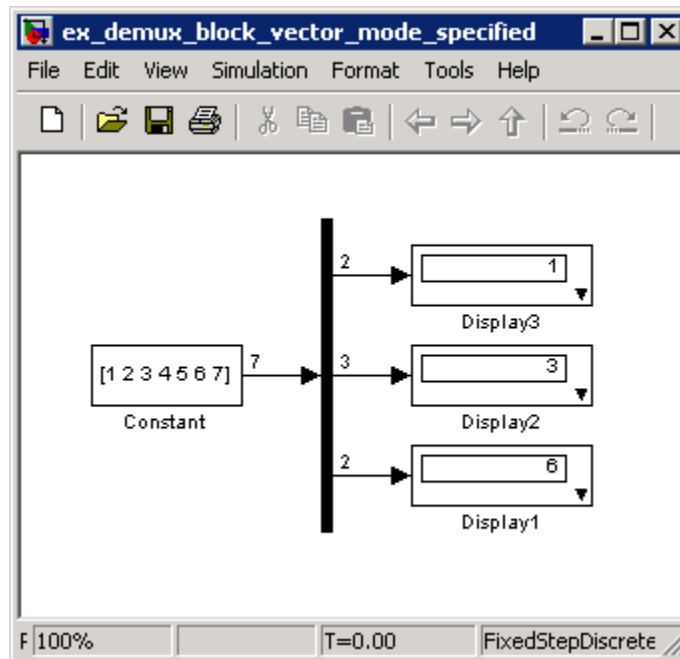 ex_demux_block_vector_mode_specified
File Edit View Simulation Format Tools Help
2 1
Display3
[1 2 3 4 5 6 7] 7 3 3
Constant Display2
2 6
Display1
F 100% T=0.00 FixedStepDiscrete